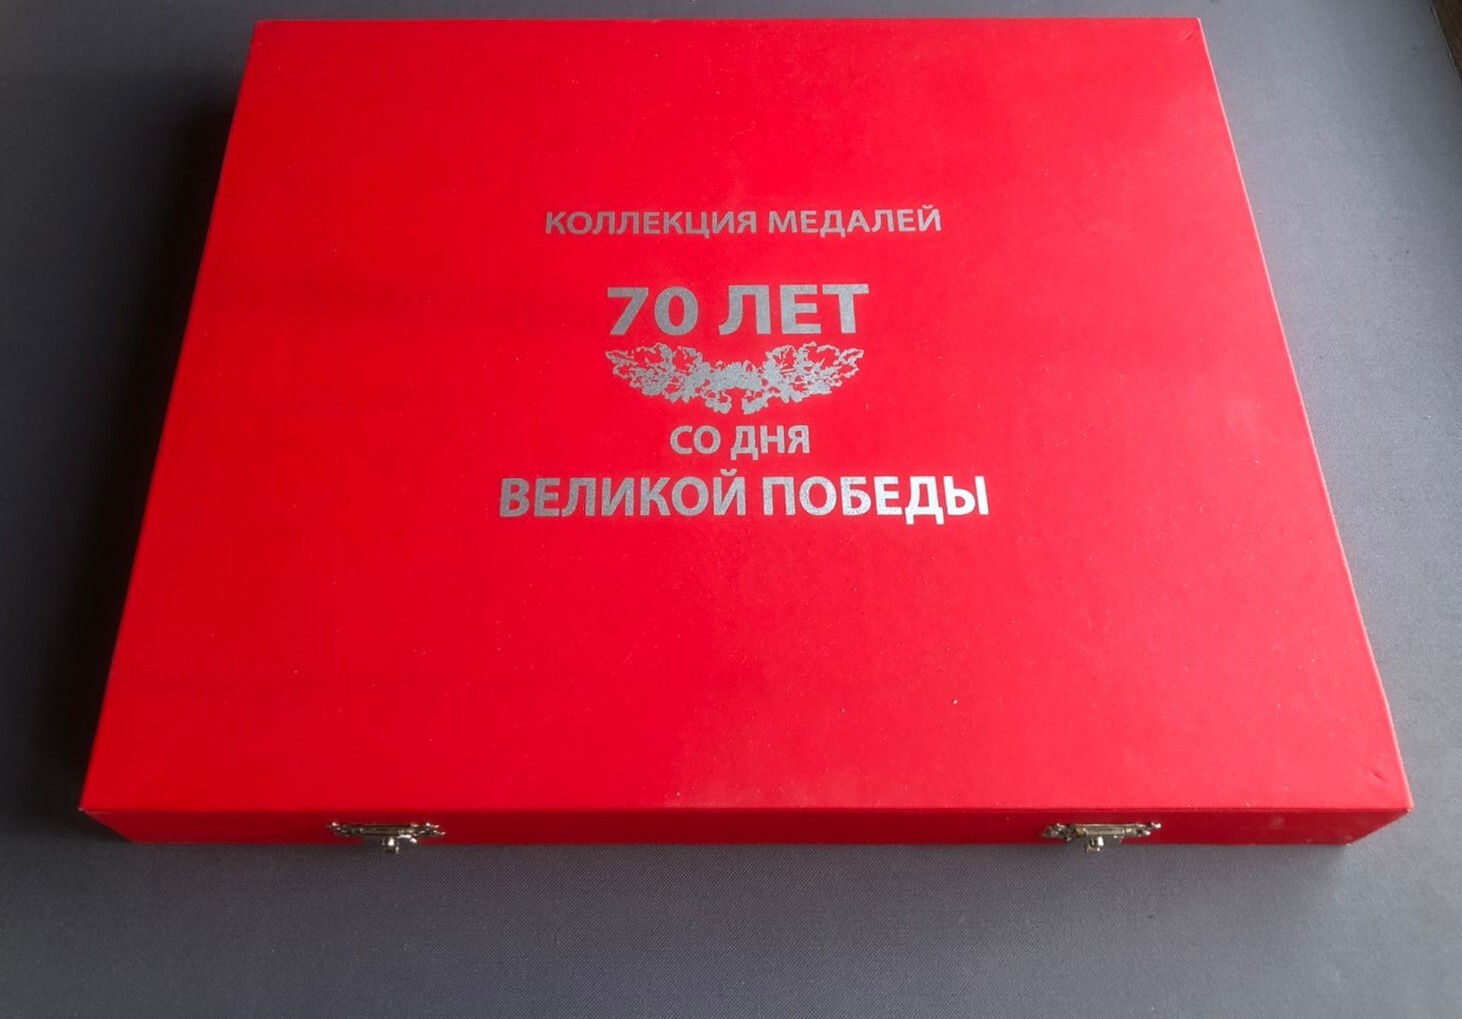 КОЛЛЕКЦИЯ МЕДАЛЕЙ
70 ЛЕТ
СО ДНЯ
ВЕЛИКОЙ ПОБЕДЫ